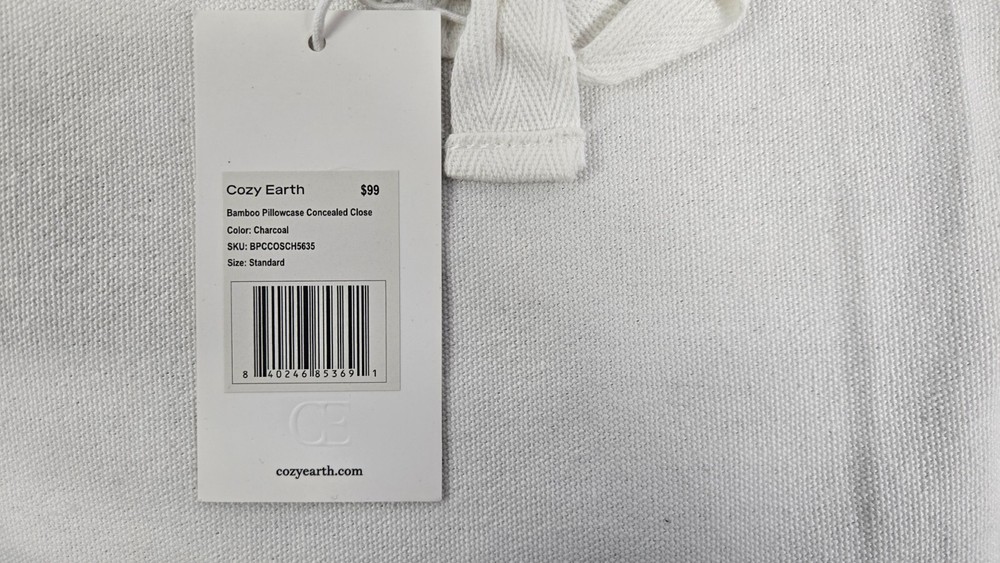 Cozy Earth $99
Bamboo Pillowcase Concealed Close
Color: Charcoal
SKU: BPCCOSCH5635
Size: Standard
8 40246 85369 1
CE
cozyearth.com